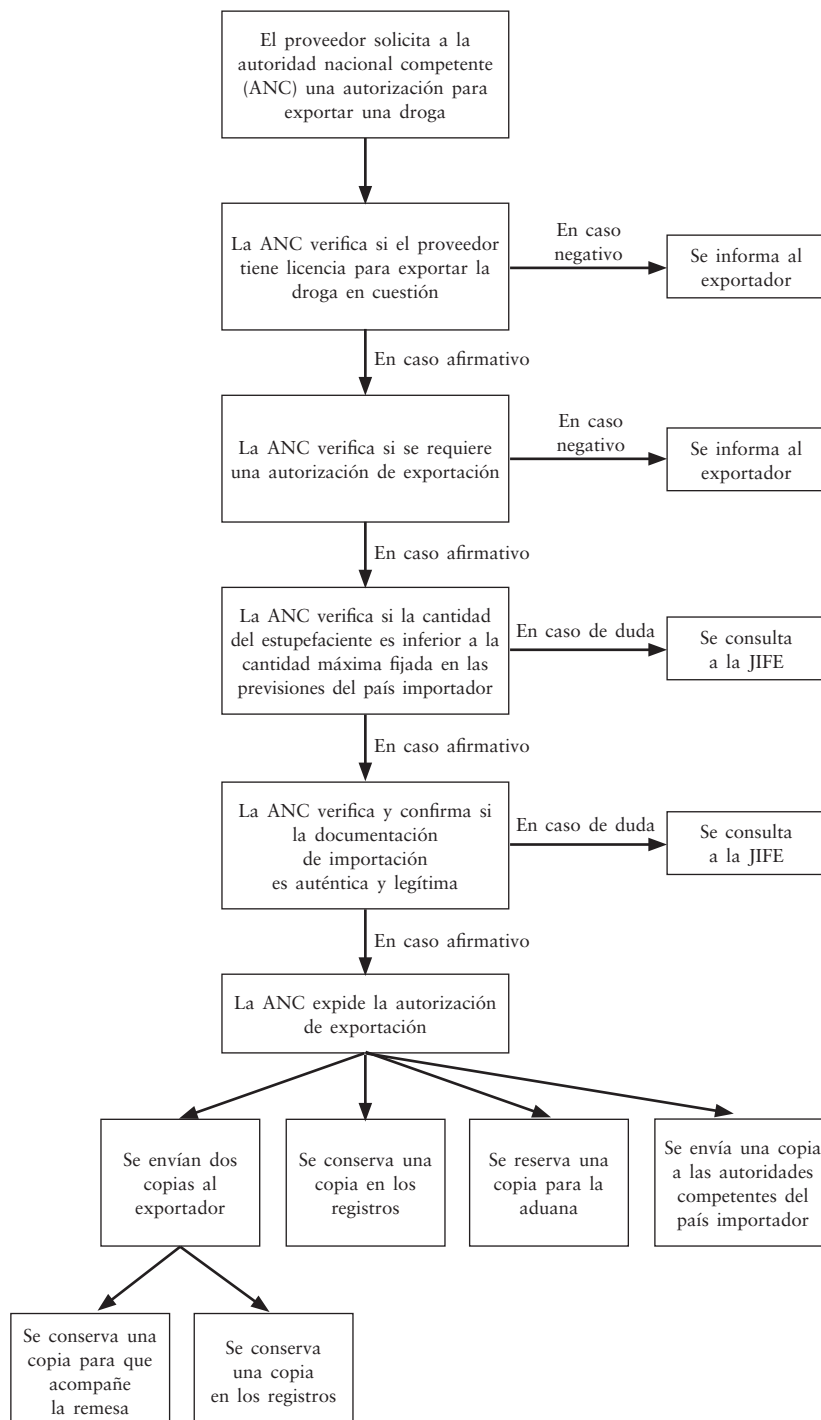 El proveedor solicita a la
autoridad nacional competente
(ANC) una autorización para
exportar una droga
La ANC verifica si el proveedor
tiene licencia para exportar la
droga en cuestión
En caso
negativo
Se informa al
exportador
En caso afirmativo
La ANC verifica si se requiere
una autorización de exportación
En caso
negativo
Se informa al
exportador
En caso afirmativo
La ANC verifica si la cantidad
del estupefaciente es inferior a la
cantidad máxima fijada en las
previsiones del país importador
En caso de duda
Se consulta
a la JIFE
En caso afirmativo
La ANC verifica y confirma si
la documentación
de importación
es auténtica y legítima
En caso de duda
Se consulta
a la JIFE
En caso afirmativo
La ANC expide la autorización
de exportación
Se envían dos
copias al
exportador
Se conserva una
copia en los
registros
Se reserva una
copia para la
aduana
Se envía una copia
a las autoridades
competentes del
país importador
Se conserva una
copia para que
acompañe
la remesa
Se conserva
una copia
en los registros